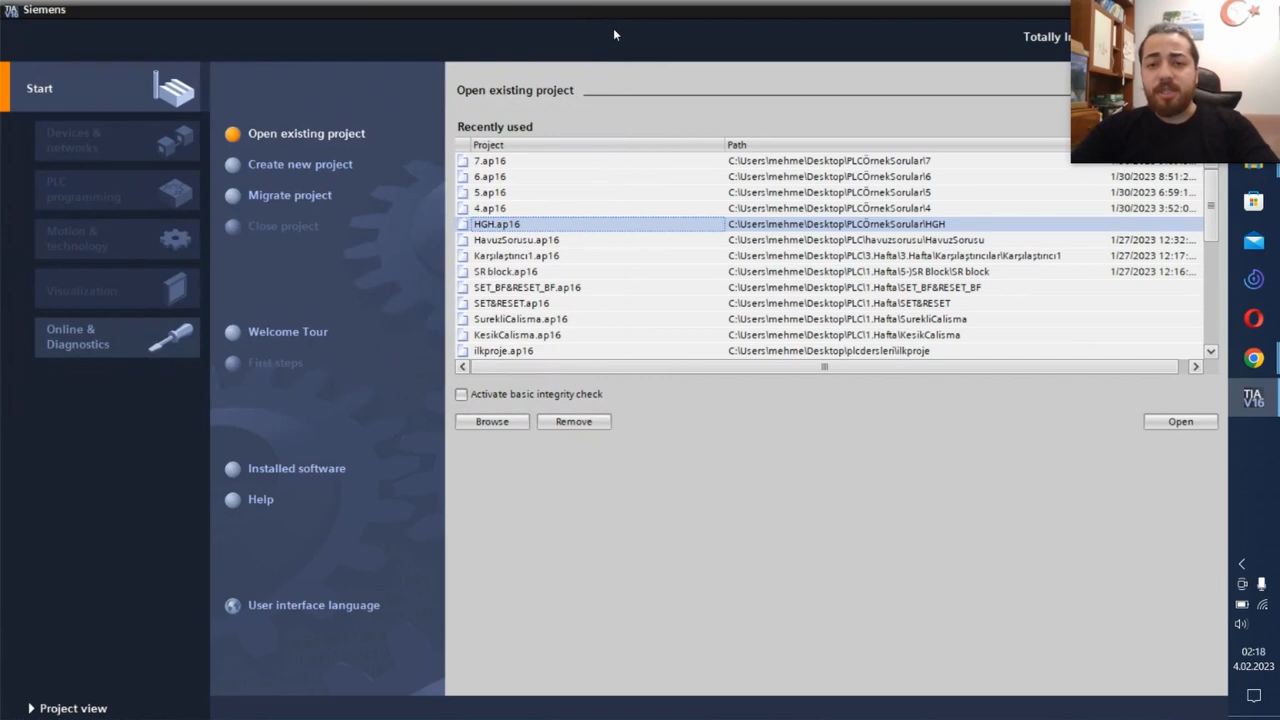 Siemens
Totally In
Start
Devices &
networks
PLC
programming
Motion &
technology
Visualization
Online &
Diagnostics
Open existing project
Create new project
Migrate project
Close project
Welcome Tour
First steps
Installed software
Help
User interface language
Project view
Open existing project
Recently used
Project Path
7.ap16 C:\Users\mehme\Desktop\PLCÖrnekSorular\7
6.ap16 C:\Users\mehme\Desktop\PLCÖrnekSorular\6 1/30/2023 8:51:2...
5.ap16 C:\Users\mehme\Desktop\PLCÖrnekSorular\5 1/30/2023 6:59:1...
4.ap16 C:\Users\mehme\Desktop\PLCÖrnekSorular\4 1/30/2023 3:52:0...
HGH.ap16 C:\Users\mehme\Desktop\PLCÖrnekSorular\HGH
HavuzSorusu.ap16 C:\Users\mehme\Desktop\PLC\havuzsorusu\HavuzSorusu 1/27/2023 12:32:...
Karşılaştırıcı1.ap16 C:\Users\mehme\Desktop\PLC\3.Hafta\3.Hafta\Karşılaştırıcılar\Karşılaştırıcı1 1/27/2023 12:17:...
SR block.ap16 C:\Users\mehme\Desktop\PLC\1.Hafta\5-)SR Block\SR block 1/27/2023 12:16:...
SET_BF&RESET_BF.ap16 C:\Users\mehme\Desktop\PLC\1.Hafta\SET_BF&RESET_BF
SET&RESET.ap16 C:\Users\mehme\Desktop\PLC\1.Hafta\SET&RESET
SurekliCalisma.ap16 C:\Users\mehme\Desktop\PLC\1.Hafta\SurekliCalisma
KesikCalisma.ap16 C:\Users\mehme\Desktop\PLC\1.Hafta\KesikCalisma
ilkproje.ap16 C:\Users\mehme\Desktop\plcdersleri\ilkproje
Activate basic integrity check
Browse Remove Open
TIA
V16
02:18
4.02.2023